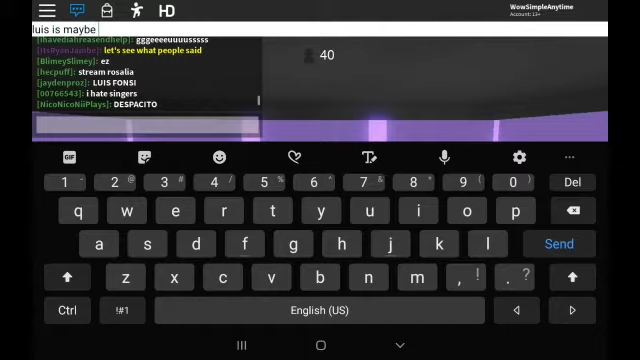 HD
WowSimpleAnytime
Account: 13+
luis is maybe
[ihavediahreasendhelp]: gggeeeeuuuusssss
[ItsRyanJambe]: let's see what people said
[BlimeySlimey]: ez
[hecpuff]: stream rosalia
[jaydenproz]: LUIS FONSI
[00766543]: i hate singers
[NicoNicoNiiPlays]: DESPACITO
40
GIF
1 - 2 @ 3 # 4 / 5 % 6 ^ 7 & 8 * 9 ( 0 ) Del
q w e r t y u i o p
a s d f g h j k l Send
z x c v b n m , ! . ?
Ctrl !#1 English (US)